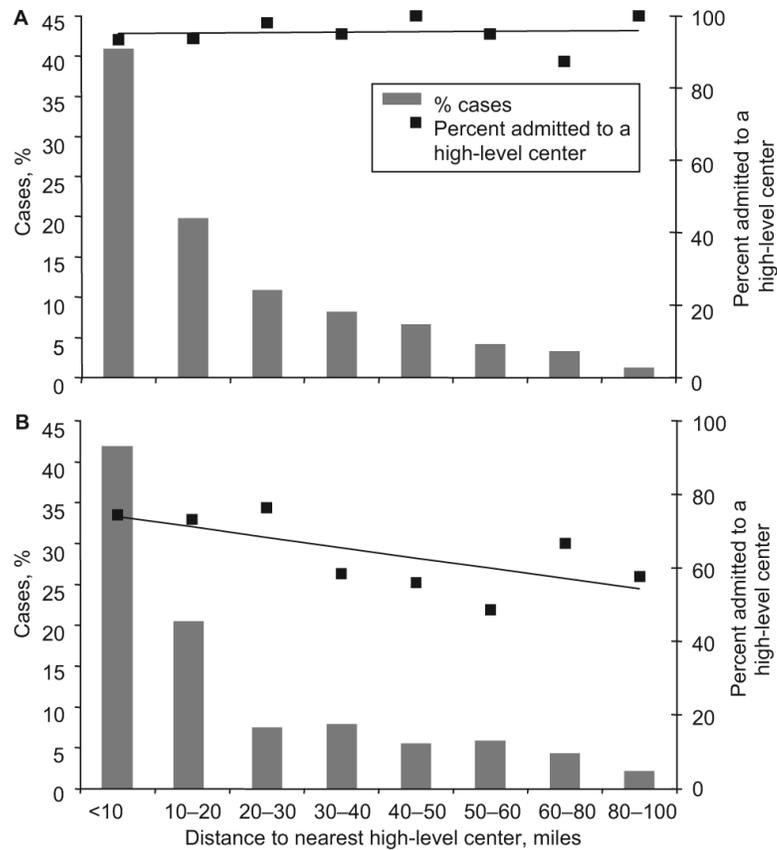 A
45
40
35
30
25
20
15
10
5
0
Cases, %
100
80
60
40
20
0
Percent admitted to a
high-level center
% cases
Percent admitted to a
high-level center
B
45
40
35
30
25
20
15
10
5
0
Cases, %
100
80
60
40
20
0
Percent admitted to a
high-level center
<10 10–20 20–30 30–40 40–50 50–60 60–80 80–100
Distance to nearest high-level center, miles